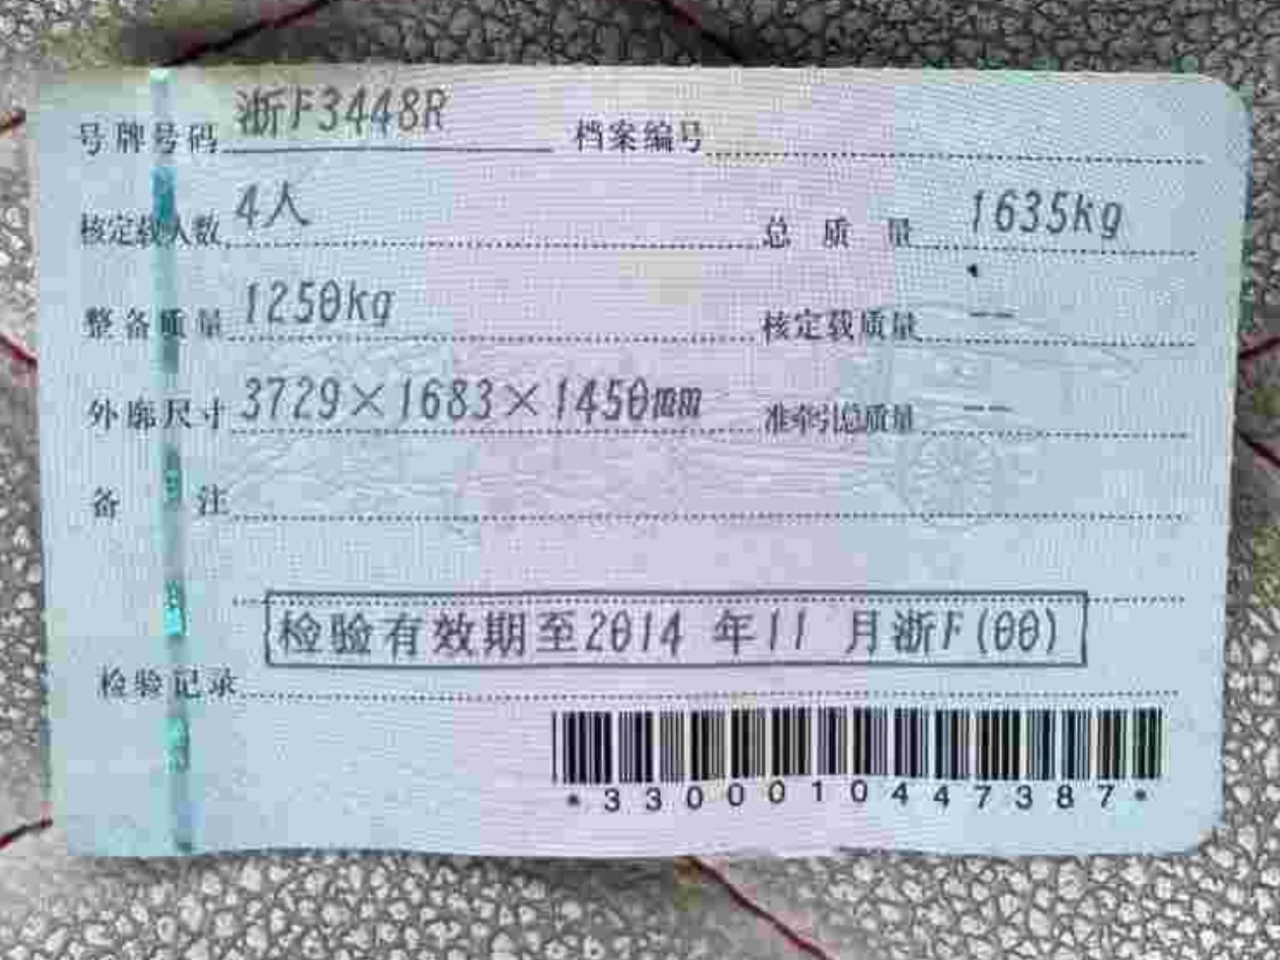 号牌号码 浙F3448R 档案编号
核定载人数 4人 总质量 1635kg
整备质量 1250kg 核定载质量 --
外廓尺寸 3729×1683×1450mm 准牵引总质量 --
备注
检验有效期至2014 年11 月浙F(00)
检验记录
*3300010447387*